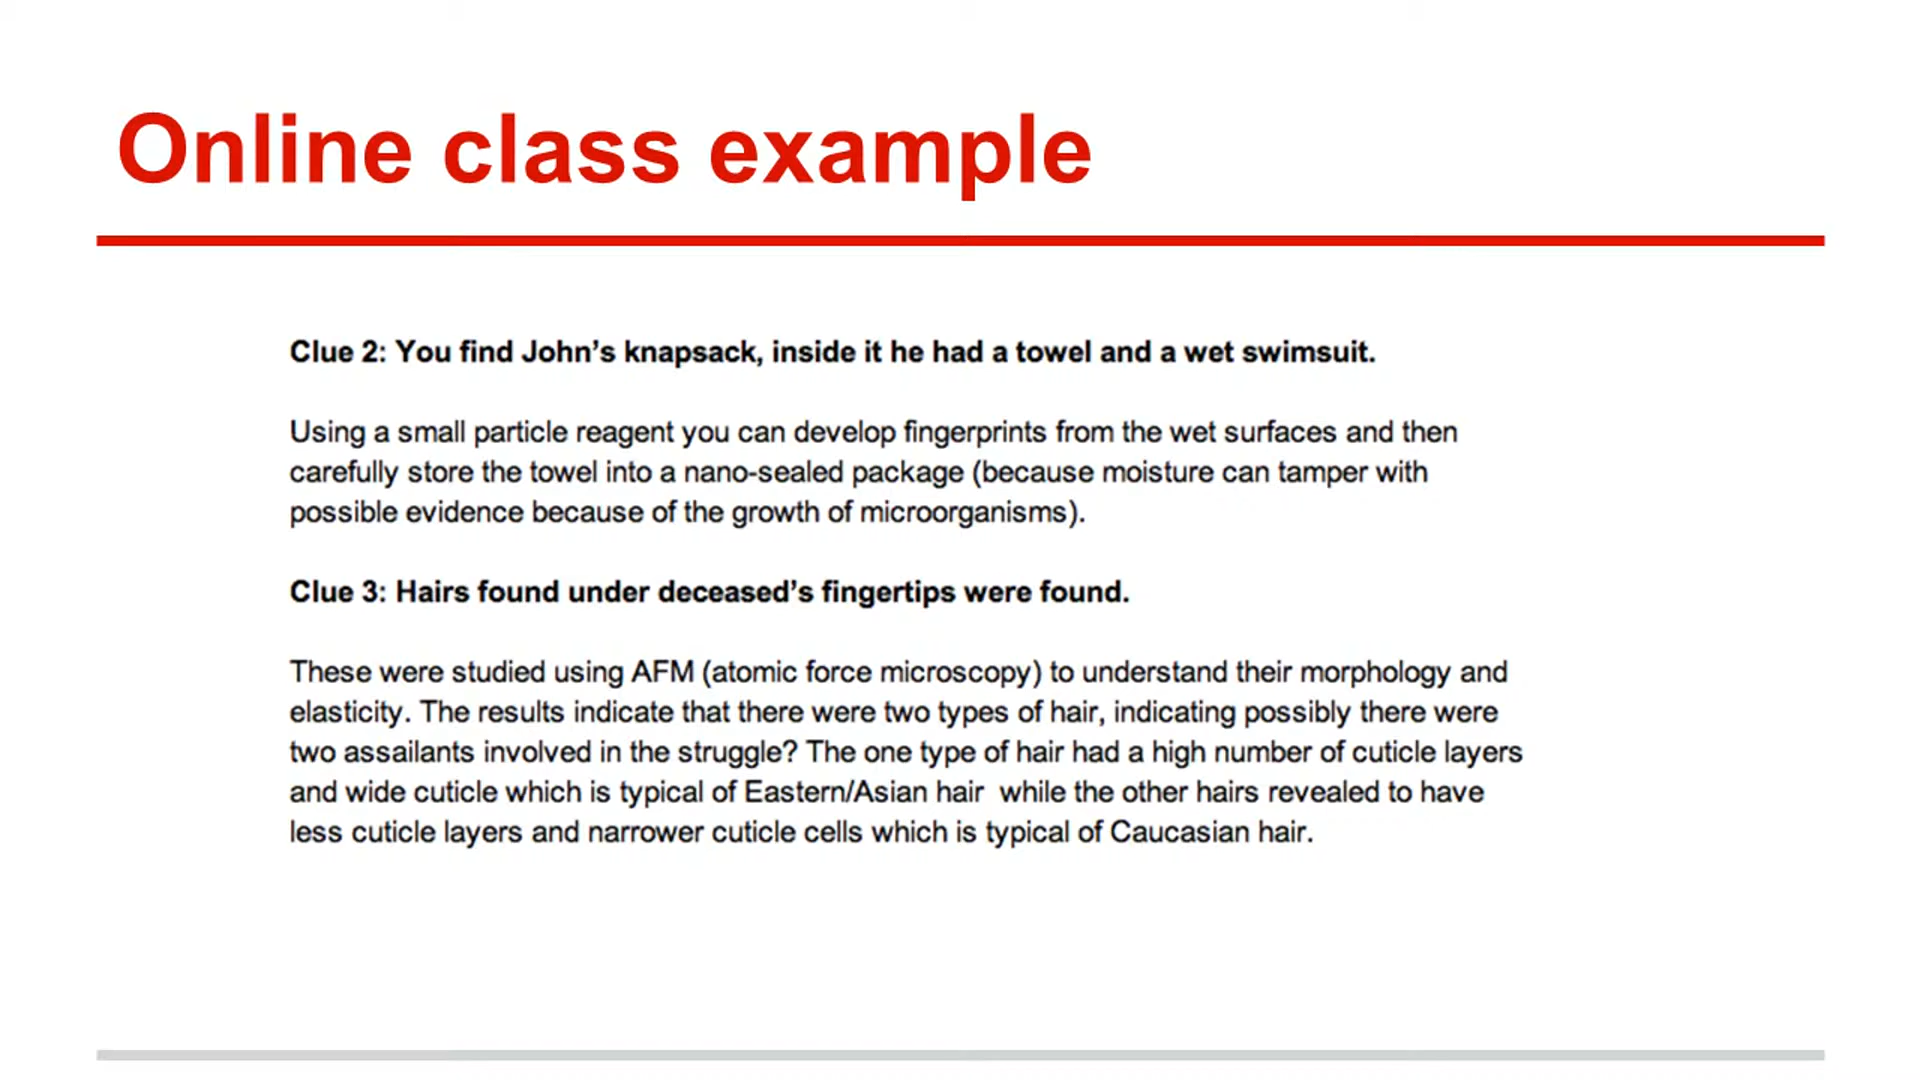 Online class example
Clue 2: You find John’s knapsack, inside it he had a towel and a wet swimsuit.
Using a small particle reagent you can develop fingerprints from the wet surfaces and then
carefully store the towel into a nano-sealed package (because moisture can tamper with
possible evidence because of the growth of microorganisms).
Clue 3: Hairs found under deceased’s fingertips were found.
These were studied using AFM (atomic force microscopy) to understand their morphology and
elasticity. The results indicate that there were two types of hair, indicating possibly there were
two assailants involved in the struggle? The one type of hair had a high number of cuticle layers
and wide cuticle which is typical of Eastern/Asian hair  while the other hairs revealed to have
less cuticle layers and narrower cuticle cells which is typical of Caucasian hair.